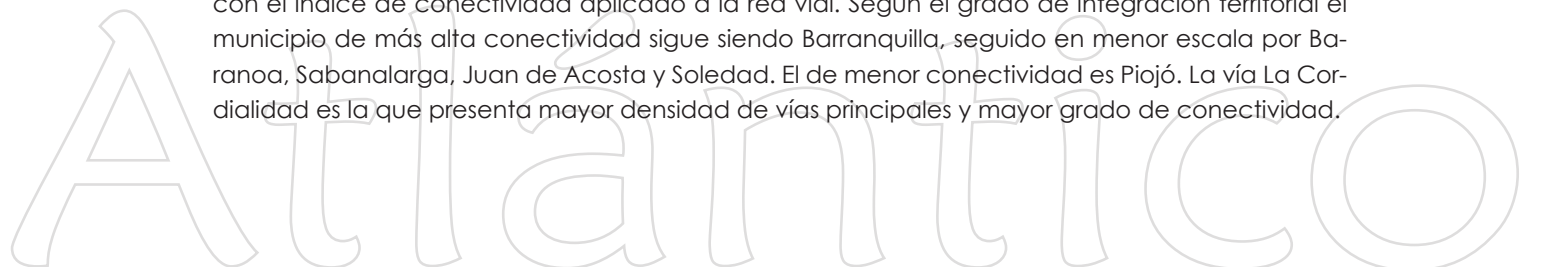 con el índice de conectividad aplicado a la red vial. Según el grado de integración territorial el
municipio de más alta conectividad sigue siendo Barranquilla, seguido en menor escala por Ba-
ranoa, Sabanalarga, Juan de Acosta y Soledad. El de menor conectividad es Piojó. La vía La Cor-
dialidad es la que presenta mayor densidad de vías principales y mayor grado de conectividad.
Atlántico